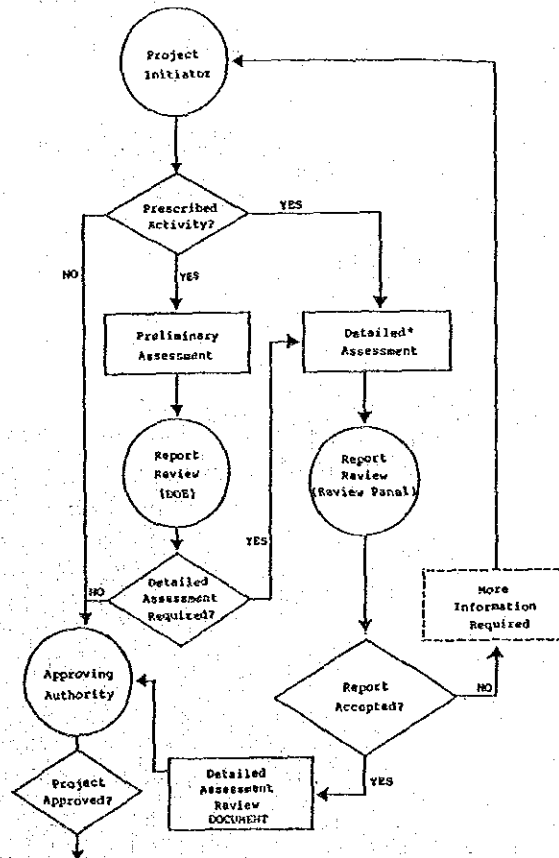 Project
Initiator
Prescribed
Activity?
YES
NO
YES
Preliminary
Assessment
Detailed*
Assessment
Report
Review
(DOE)
Report
Review
(Review Panel)
YES
Detailed
Assessment
Required?
NO
More
Information
Required
Approving
Authority
Report
Accepted?
NO
YES
Project
Approved?
Detailed
Assessment
Review
DOCUMENT